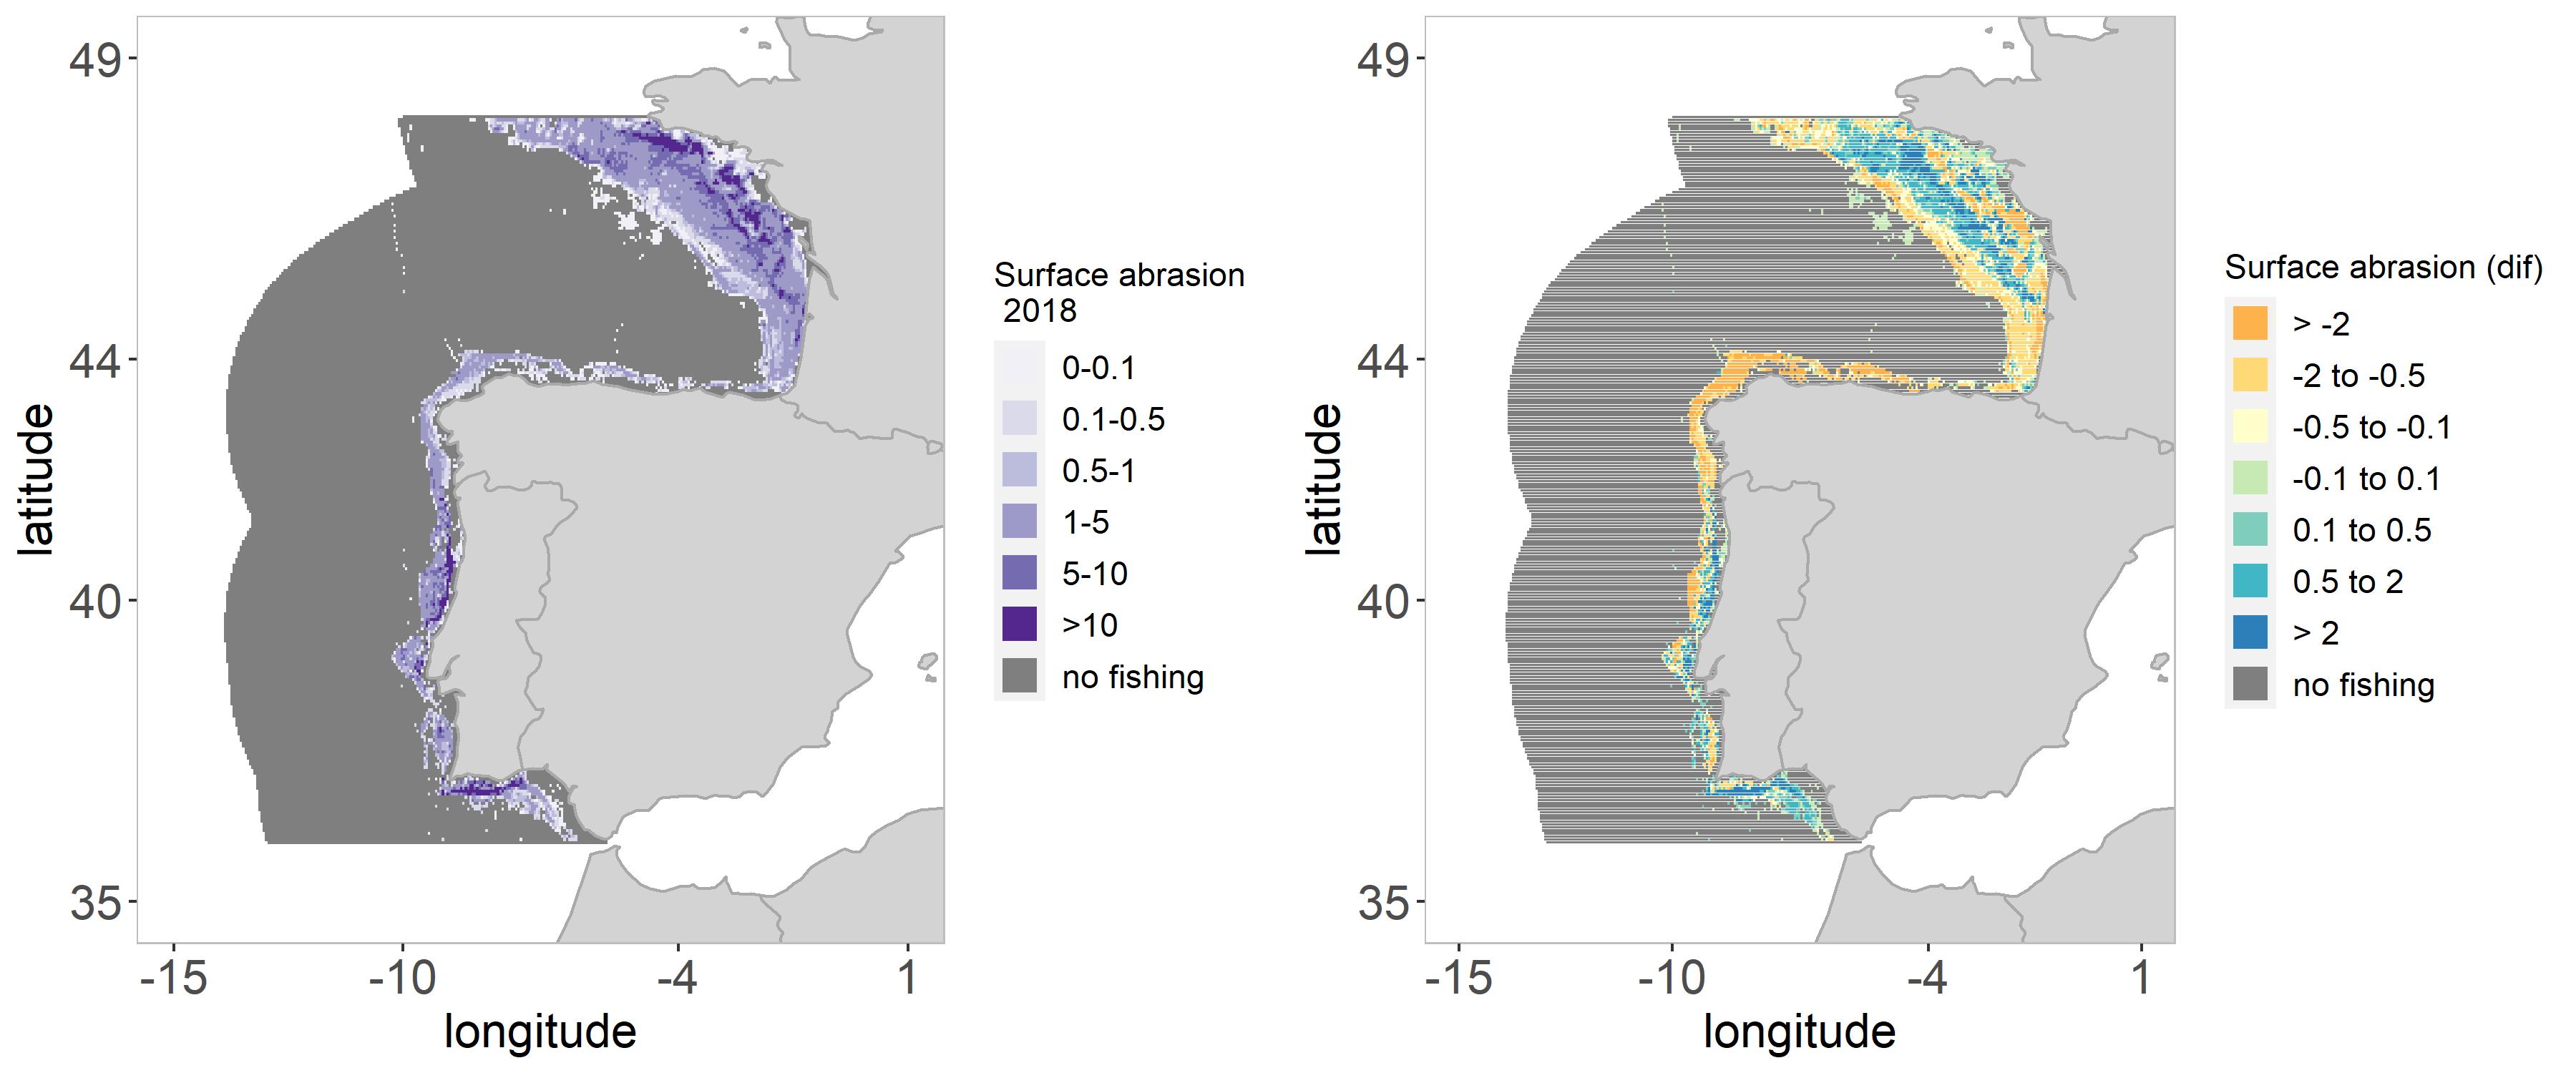 49
44
40
35
latitude
-15
-10
-4
1
longitude
Surface abrasion
2018
0-0.1
0.1-0.5
0.5-1
1-5
5-10
>10
no fishing
49
44
40
35
latitude
-15
-10
-4
1
longitude
Surface abrasion (dif)
> -2
-2 to -0.5
-0.5 to -0.1
-0.1 to 0.1
0.1 to 0.5
0.5 to 2
> 2
no fishing